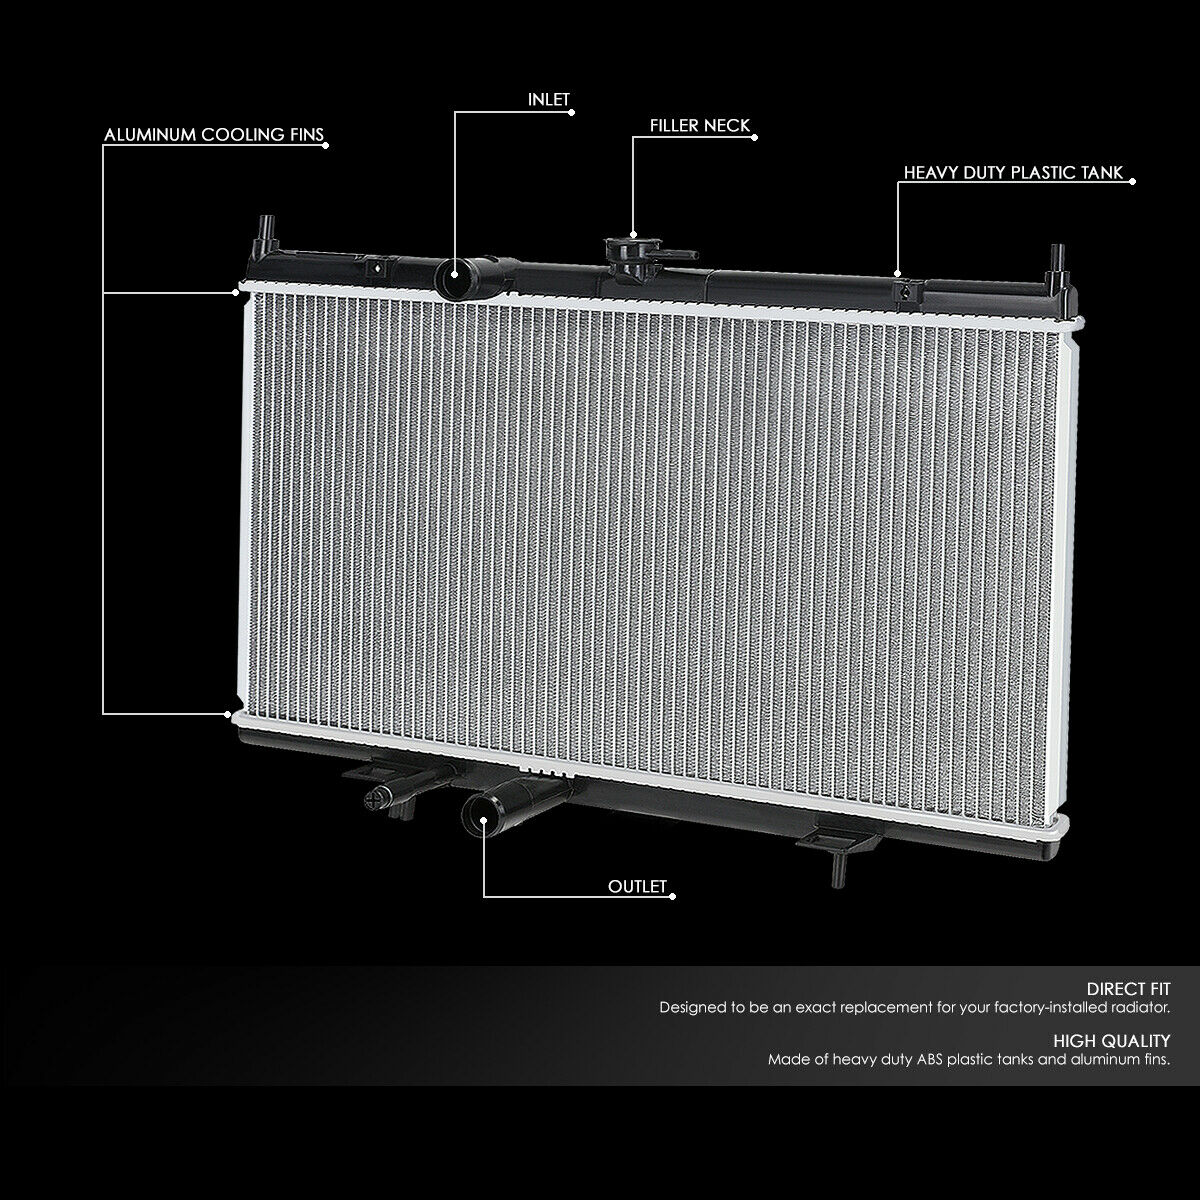 INLET
FILLER NECK
ALUMINUM COOLING FINS
HEAVY DUTY PLASTIC TANK
OUTLET
DIRECT FIT
Designed to be an exact replacement for your factory-installed radiator.
HIGH QUALITY
Made of heavy duty ABS plastic tanks and aluminum fins.